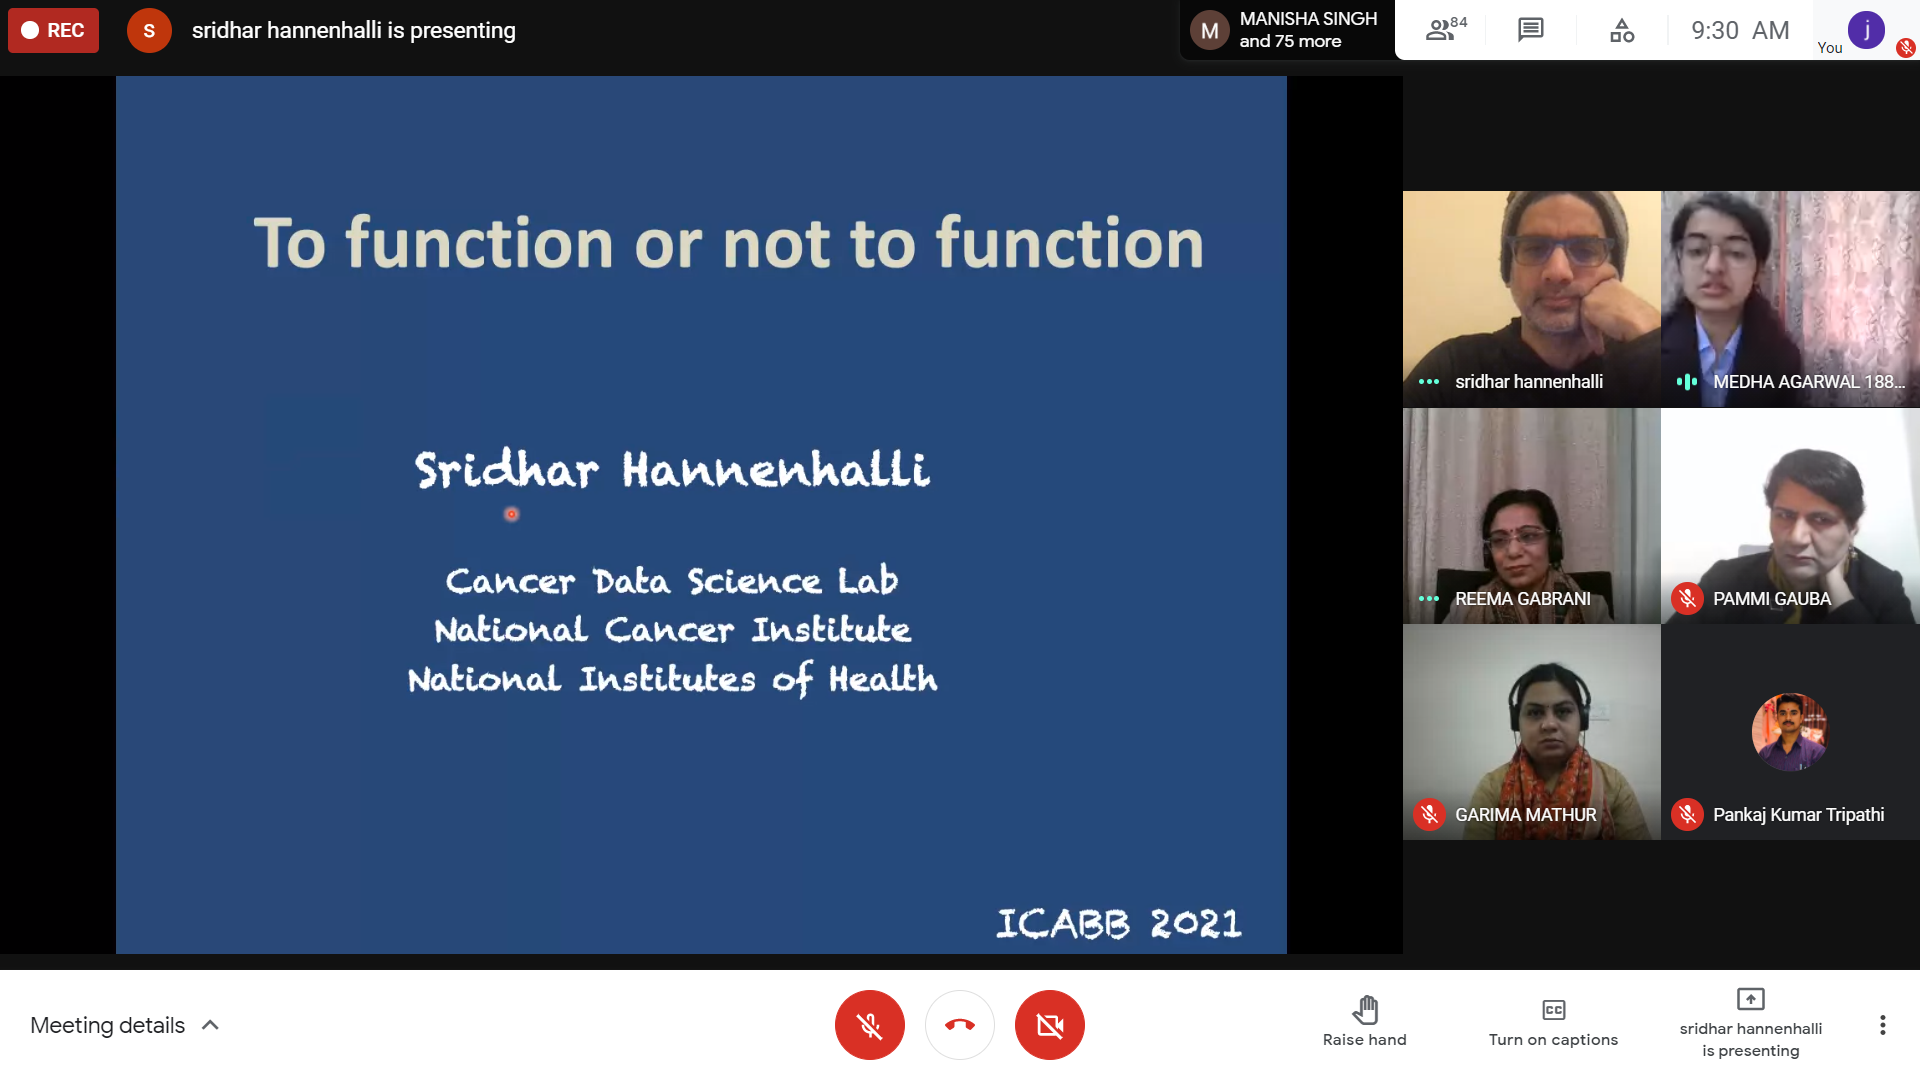 REC
S
sridhar hannenhalli is presenting
M
MANISHA SINGH
and 75 more
84
9:30 AM
You
j
To function or not to function
Sridhar Hannenhalli
Cancer Data Science Lab
National Cancer Institute
National Institutes of Health
ICABB 2021
sridhar hannenhalli
MEDHA AGARWAL 188...
REEMA GABRANI
PAMMI GAUBA
GARIMA MATHUR
Pankaj Kumar Tripathi
Meeting details
Raise hand
CC
Turn on captions
sridhar hannenhalli
is presenting